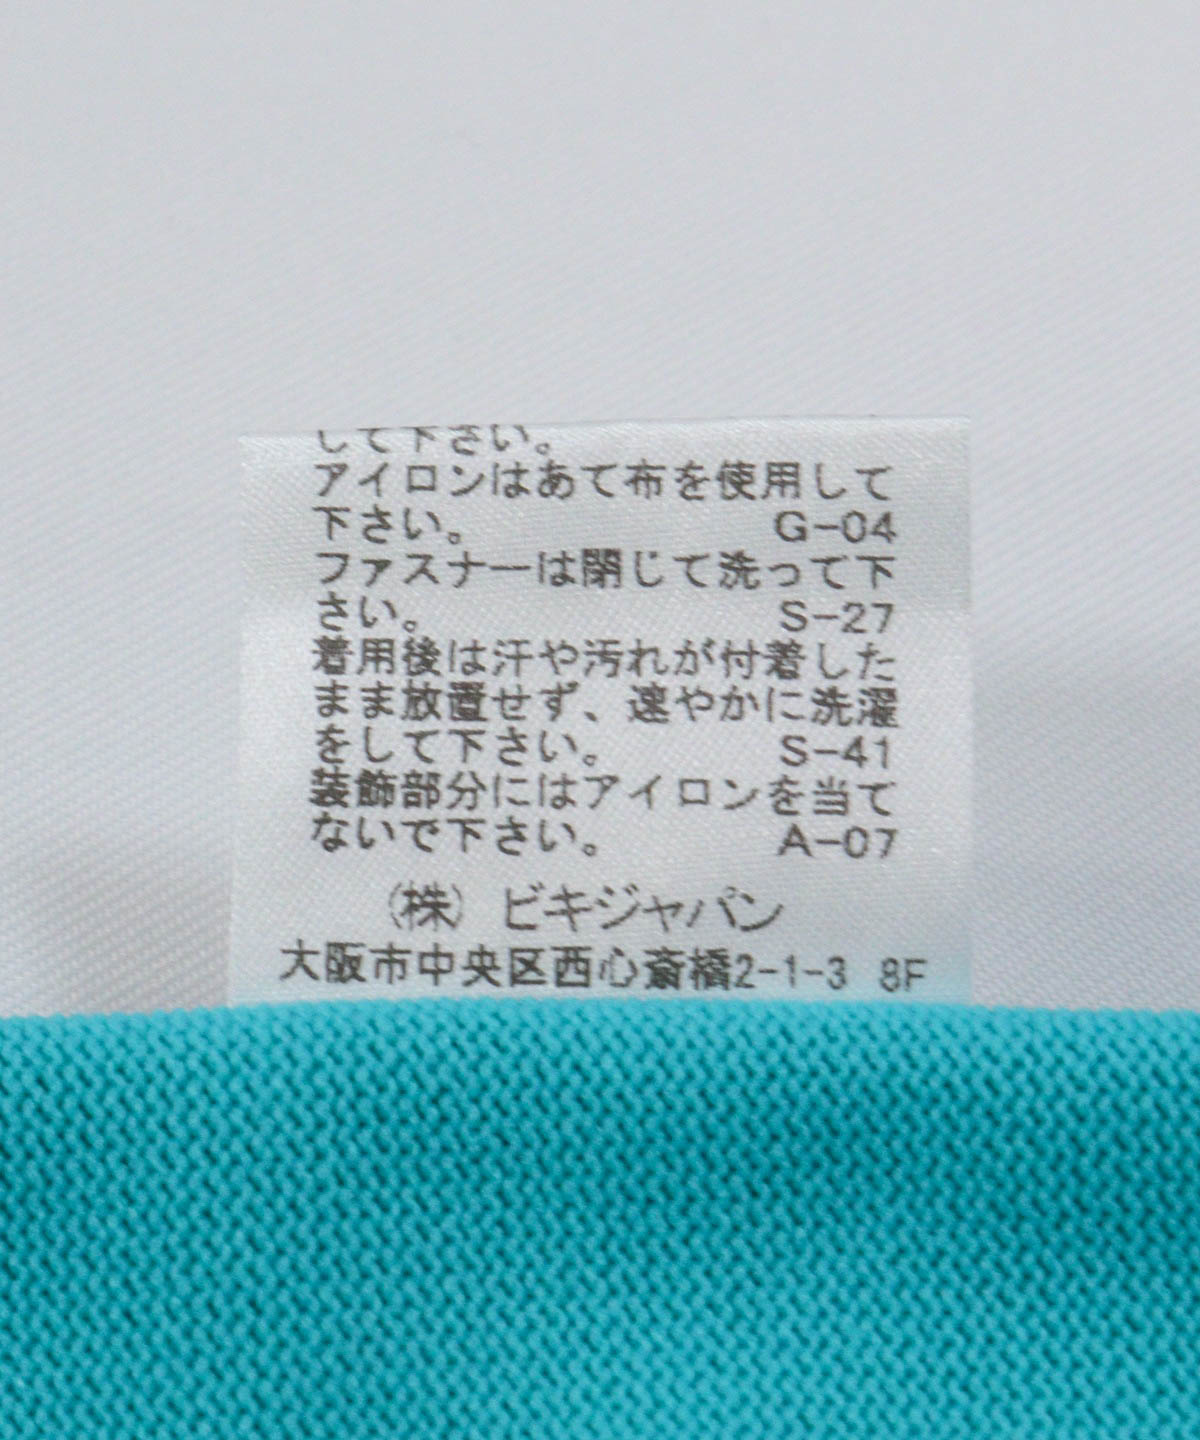 して下さい。
アイロンはあて布を使用して
下さい。 G-04
ファスナーは閉じて洗って下
さい。 S-27
着用後は汗や汚れが付着した
まま放置せず、速やかに洗濯
をして下さい。 S-41
装飾部分にはアイロンを当て
ないで下さい。 A-07
(株) ビキジャパン
大阪市中央区西心斎橋2-1-3 8F